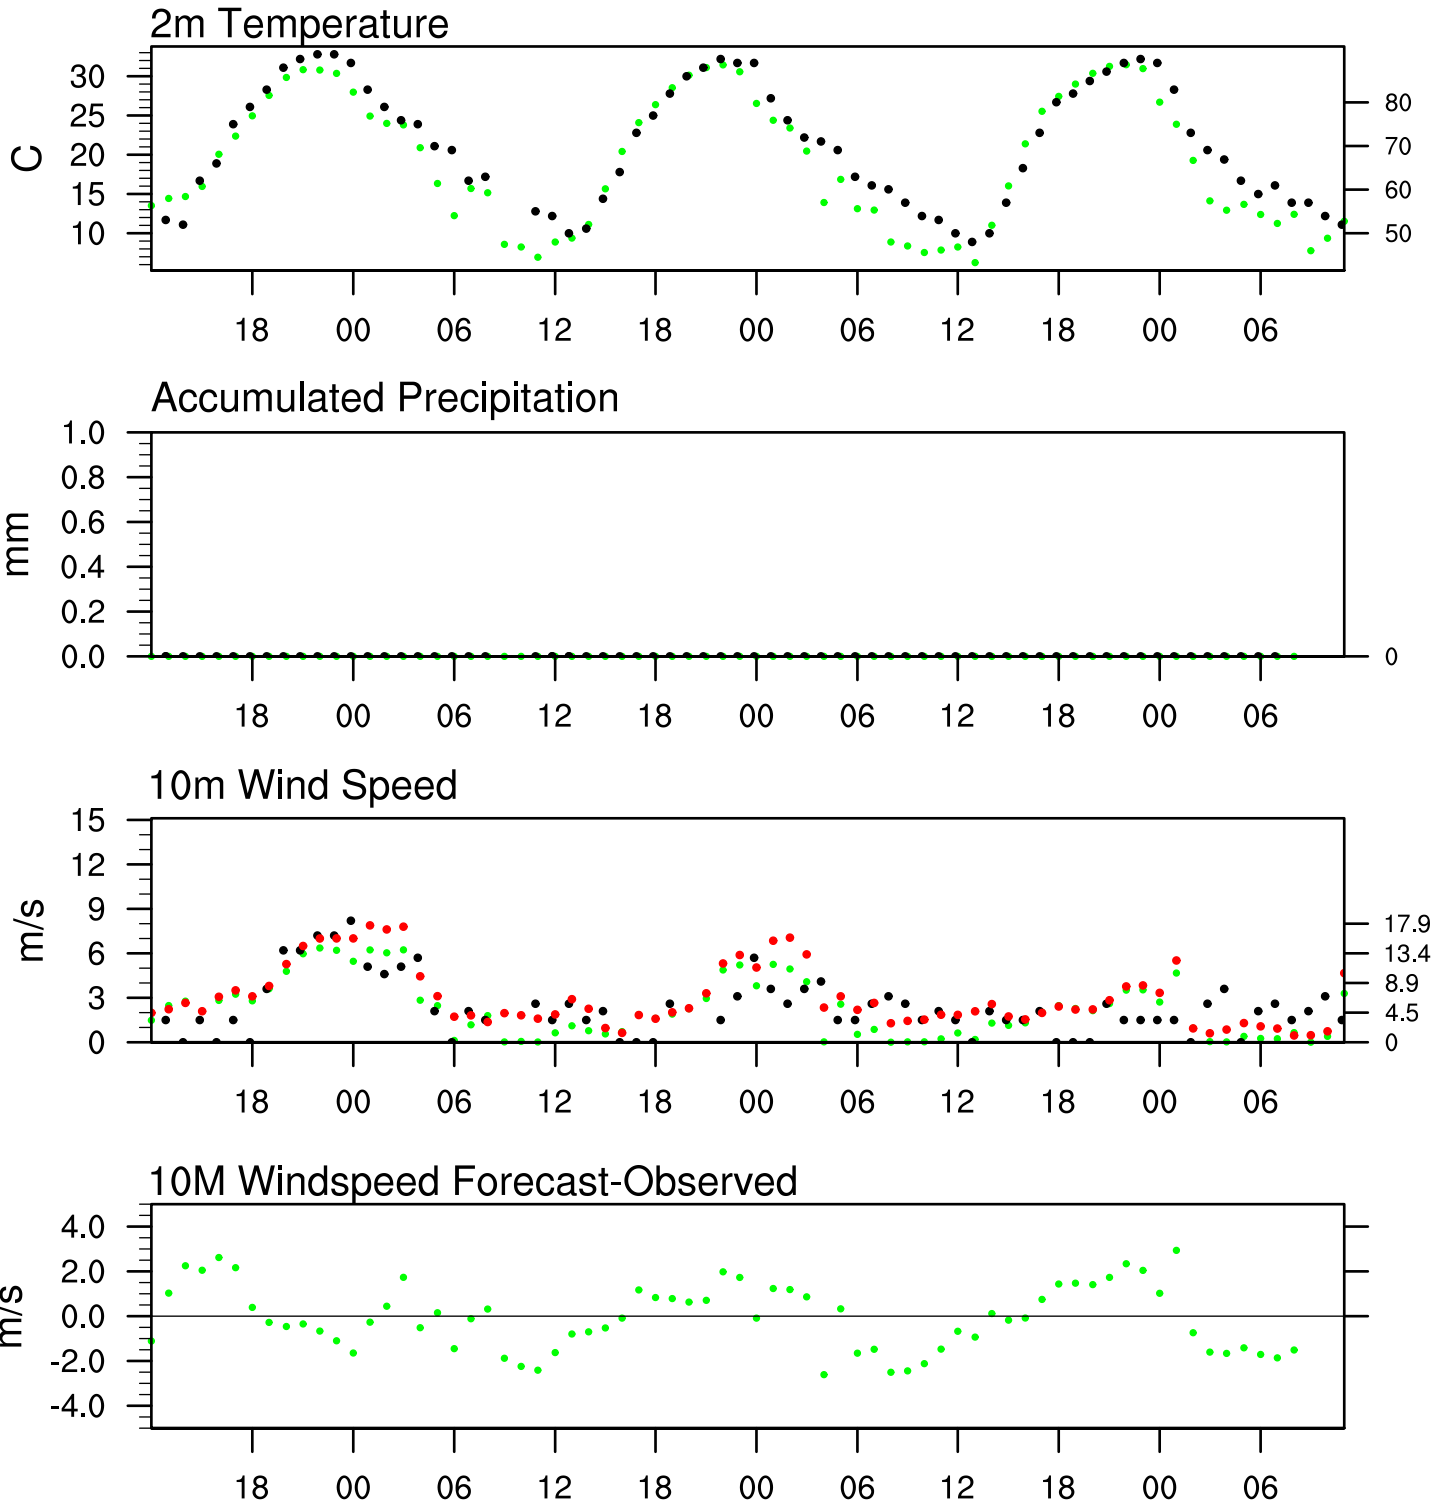 2m Temperature
C
30
25
20
15
10
80
70
60
50
18 00 06 12 18 00 06 12 18 00 06
Accumulated Precipitation
mm
1.0
0.8
0.6
0.4
0.2
0.0
0
18 00 06 12 18 00 06 12 18 00 06
10m Wind Speed
m/s
15
12
9
6
3
0
17.9
13.4
8.9
4.5
0
18 00 06 12 18 00 06 12 18 00 06
10M Windspeed Forecast-Observed
m/s
4.0
2.0
0.0
-2.0
-4.0
18 00 06 12 18 00 06 12 18 00 06